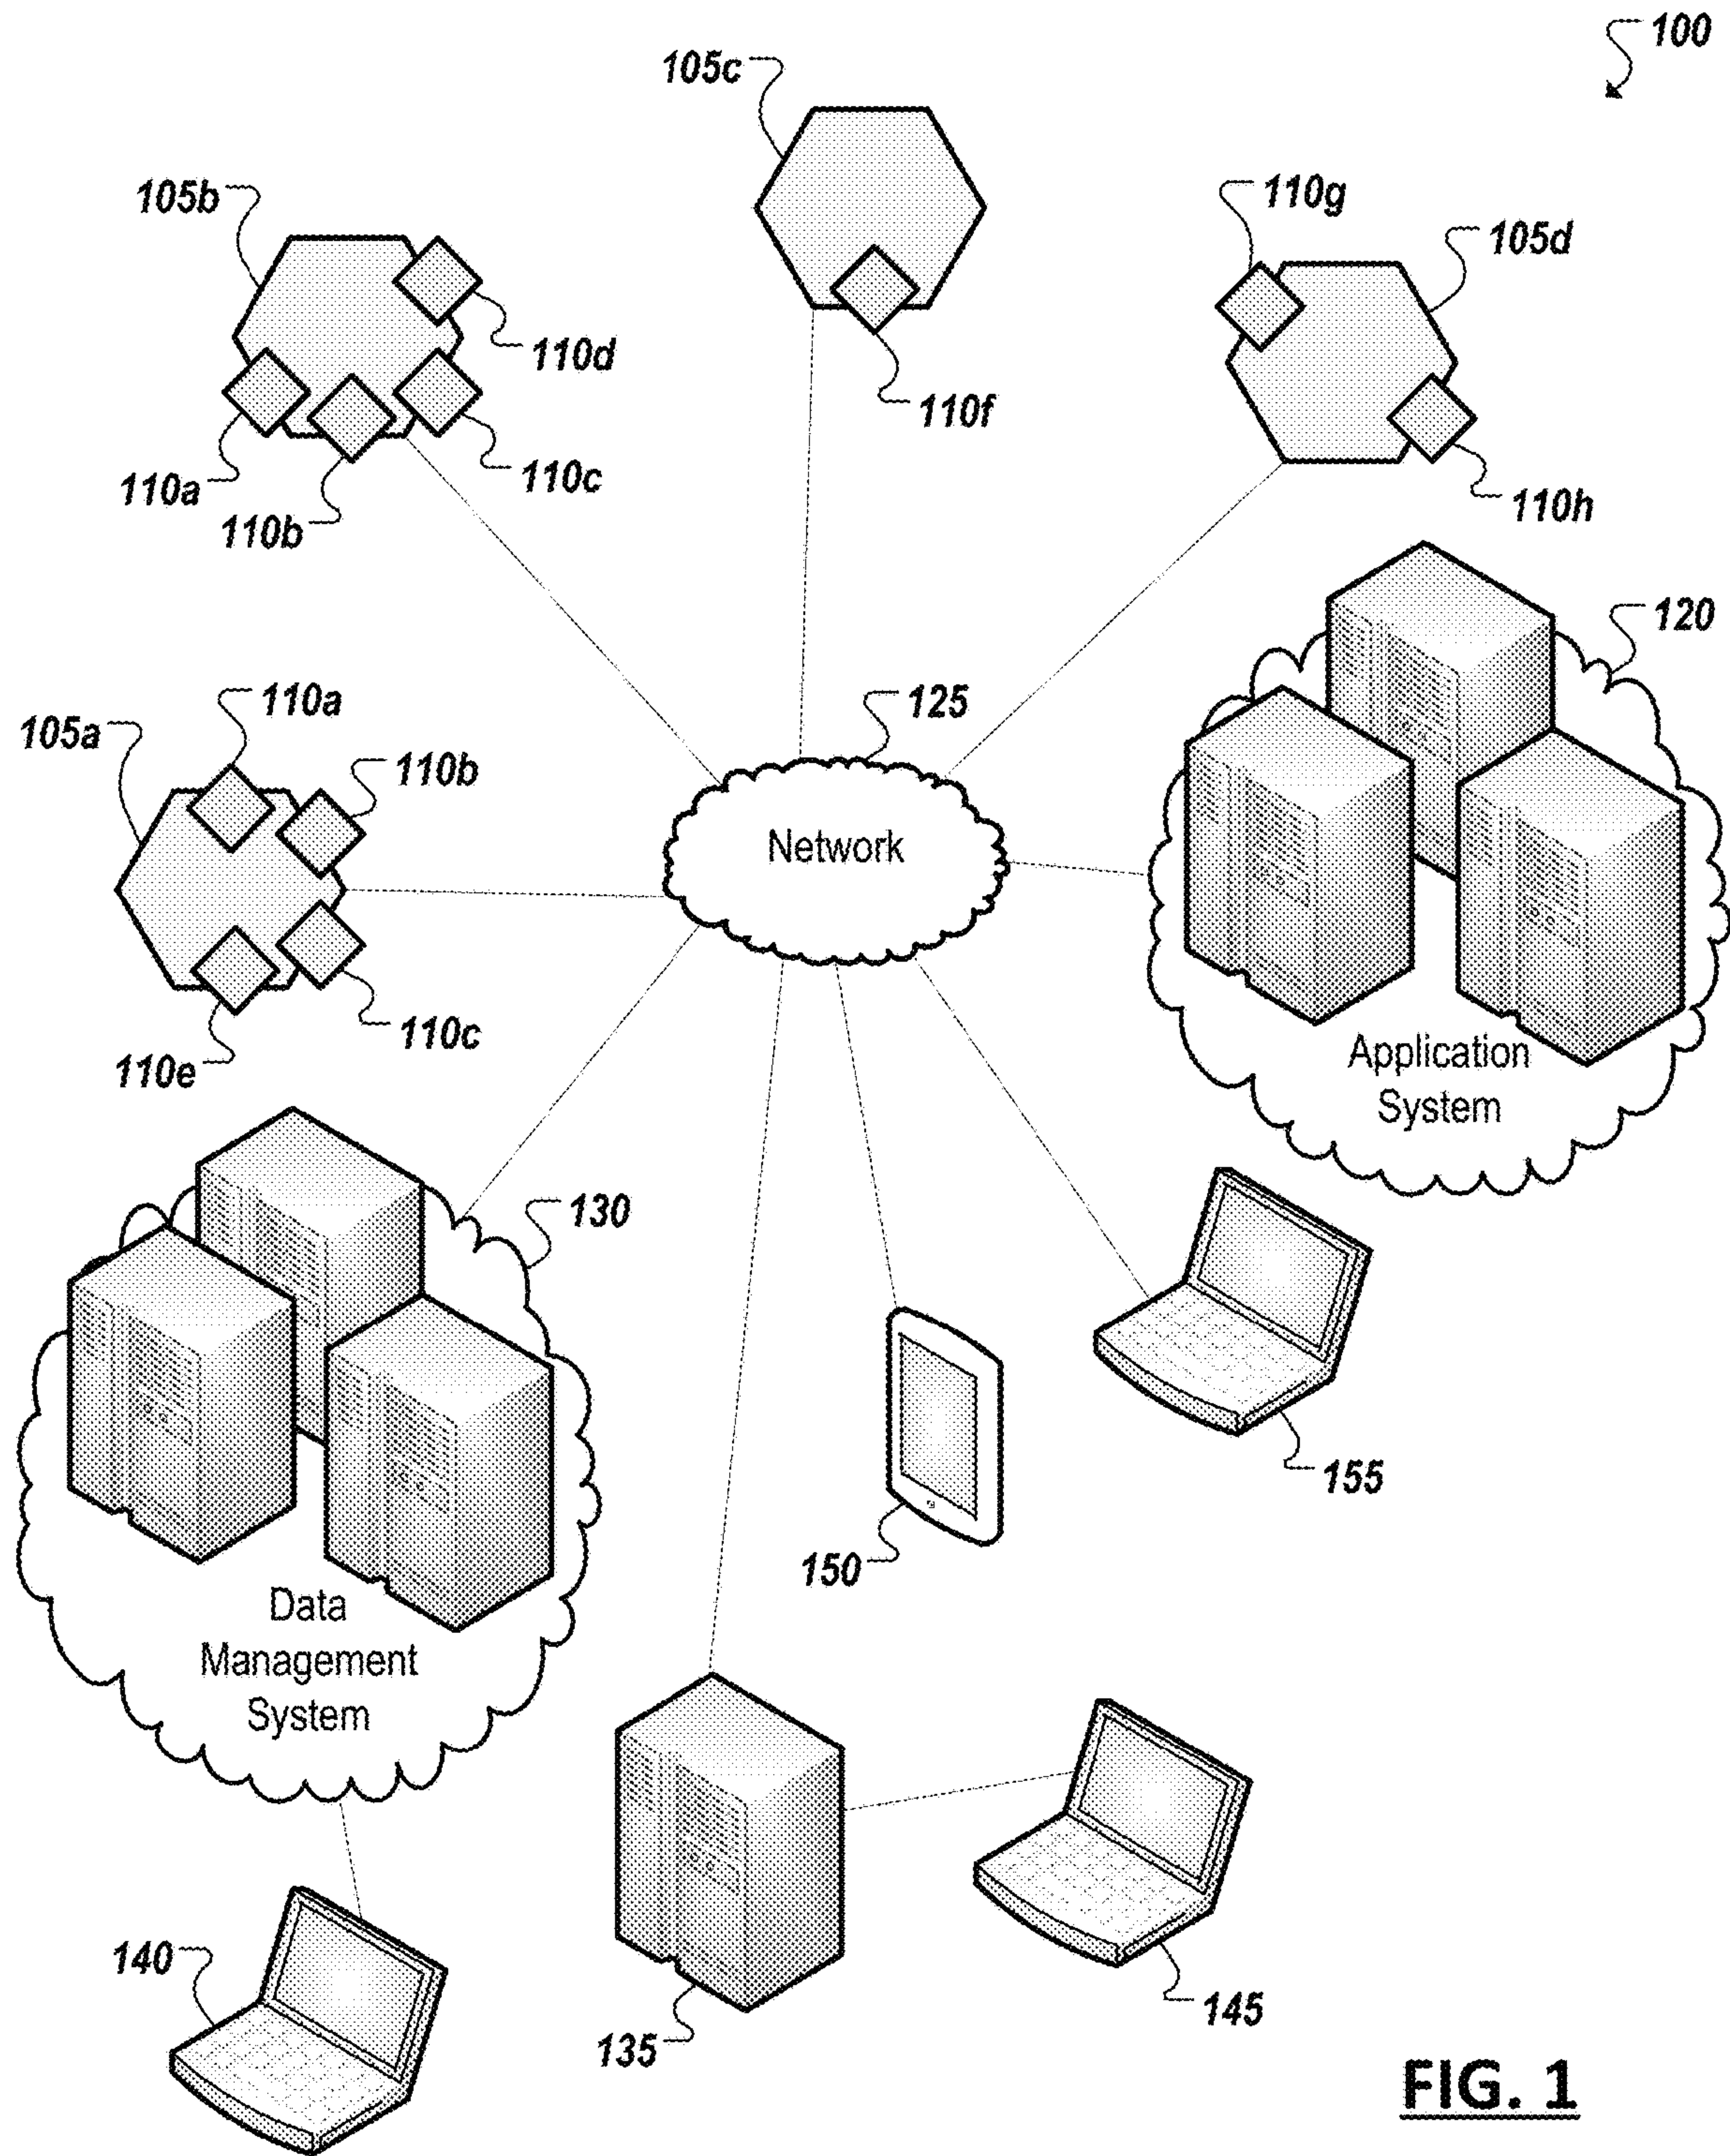 100
105c
105b
110g
105d
110d
110f
110a
110c
110b
110h
120
125
110a
105a
110b
Network
110c
110e
Application
System
130
155
150
Data
Management
System
140
145
135
FIG. 1